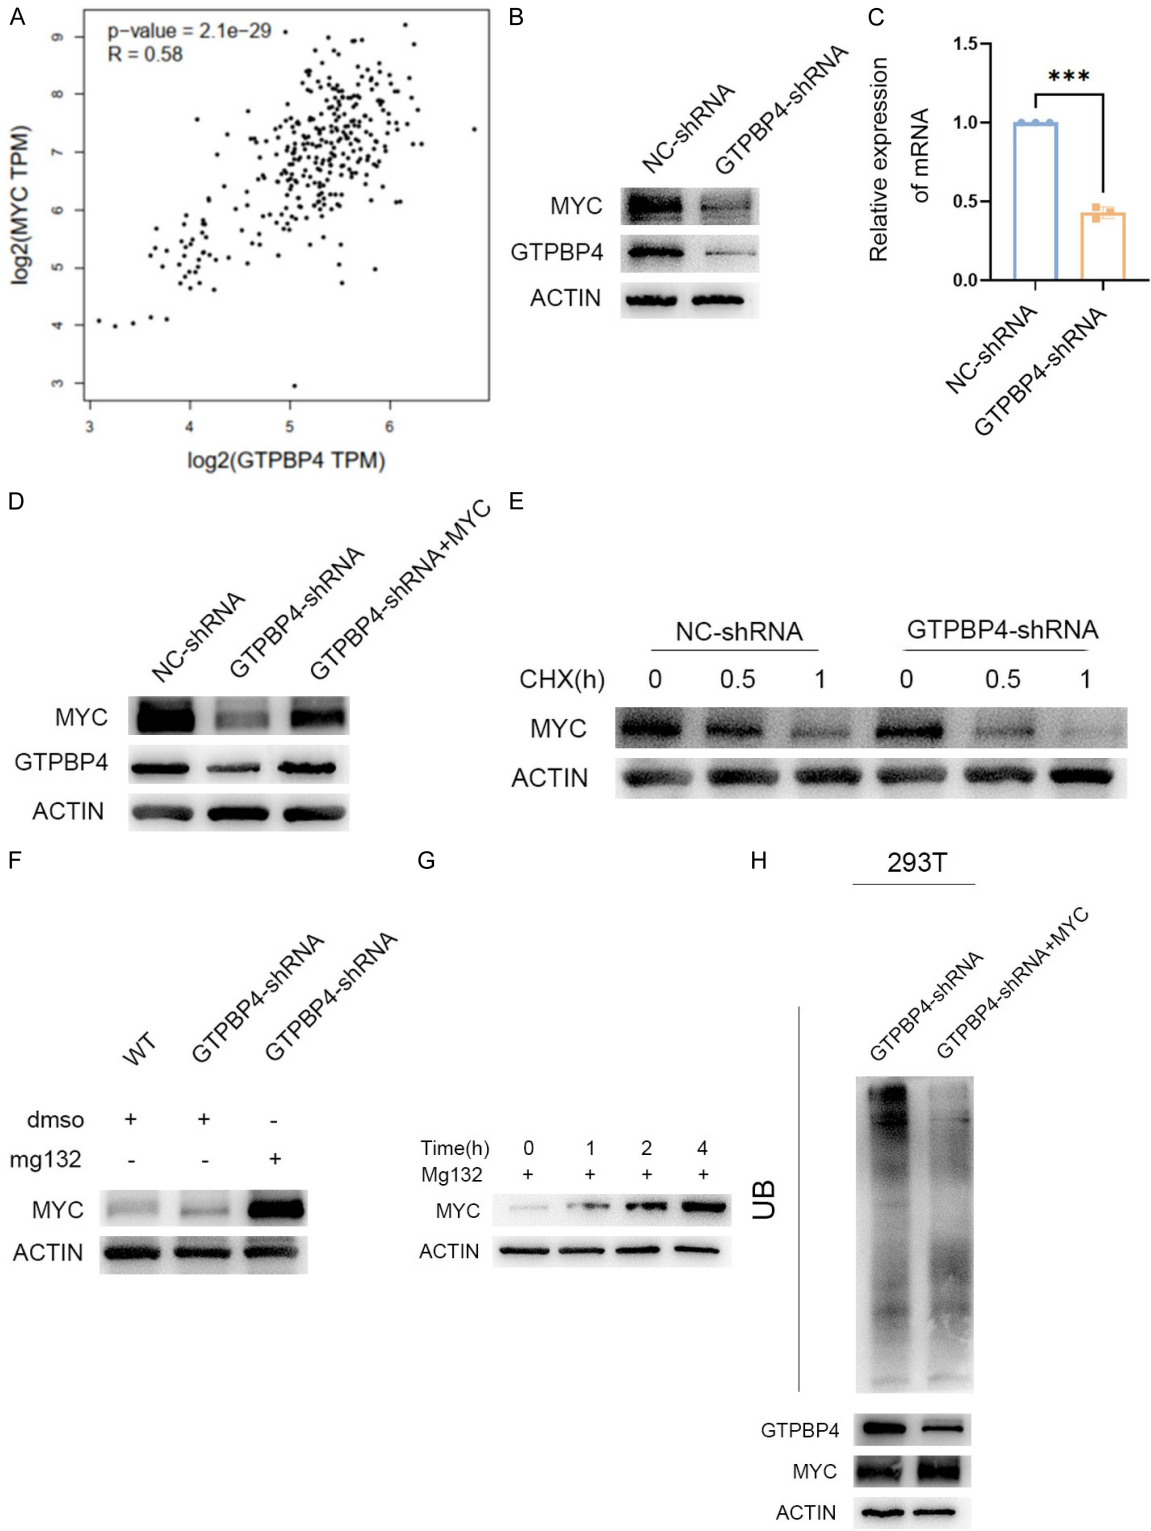 A
p-value = 2.1e-29
R = 0.58
log2(MYC TPM)
9
8
7
6
5
4
3
3 4 5 6
log2(GTPBP4 TPM)
B
NC-shRNA
GTPBP4-shRNA
MYC
GTPBP4
ACTIN
C
Relative expression
of mRNA
1.5
1.0
0.5
0.0
***
NC-shRNA
GTPBP4-shRNA
D
NC-shRNA
GTPBP4-shRNA
GTPBP4-shRNA+MYC
MYC
GTPBP4
ACTIN
E
NC-shRNA GTPBP4-shRNA
CHX(h) 0 0.5 1 0 0.5 1
MYC
ACTIN
F
WT
GTPBP4-shRNA
GTPBP4-shRNA
dmso + + -
mg132 - - +
MYC
ACTIN
G
Time(h) 0 1 2 4
Mg132 + + + +
MYC
ACTIN
H
293T
GTPBP4-shRNA
GTPBP4-shRNA+MYC
UB
GTPBP4
MYC
ACTIN